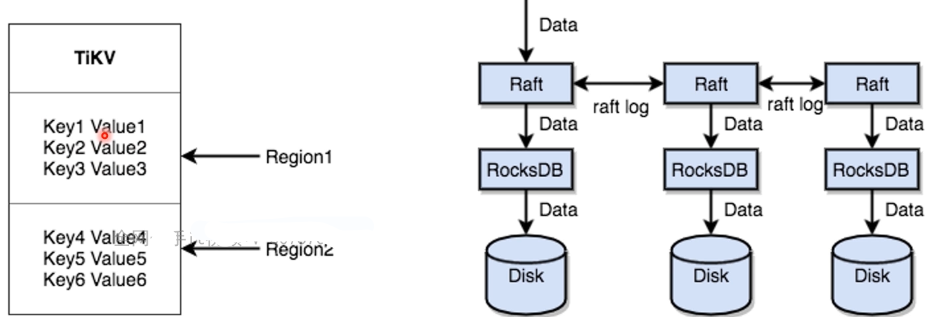 TiKV
Key1 Value1
Key2 Value2
Key3 Value3
Region1
Key4 Value4
Key5 Value5
Key6 Value6
Region2
Data
Raft
raft log
Raft
raft log
Raft
Data
Data
Data
RocksDB
RocksDB
RocksDB
Data
Data
Data
Disk
Disk
Disk